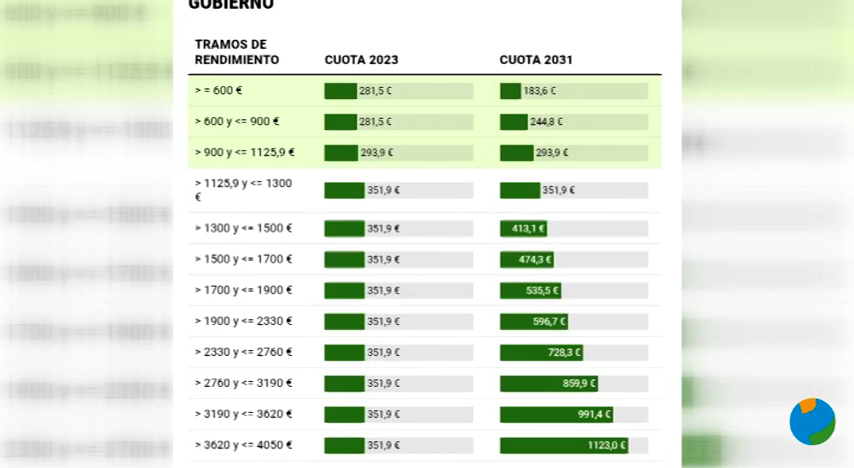 GOBIERNO
TRAMOS DE
RENDIMIENTO CUOTA 2023 CUOTA 2031
> = 600 € 281,5 € 183,6 €
> 600 y <= 900 € 281,5 € 244,8 €
> 900 y <= 1125,9 € 293,9 € 293,9 €
> 1125,9 y <= 1300
€ 351,9 € 351,9 €
> 1300 y <= 1500 € 351,9 € 413,1 €
> 1500 y <= 1700 € 351,9 € 474,3 €
> 1700 y <= 1900 € 351,9 € 535,5 €
> 1900 y <= 2330 € 351,9 € 596,7 €
> 2330 y <= 2760 € 351,9 € 728,3 €
> 2760 y <= 3190 € 351,9 € 859,9 €
> 3190 y <= 3620 € 351,9 € 991,4 €
> 3620 y <= 4050 € 351,9 € 1123,0 €